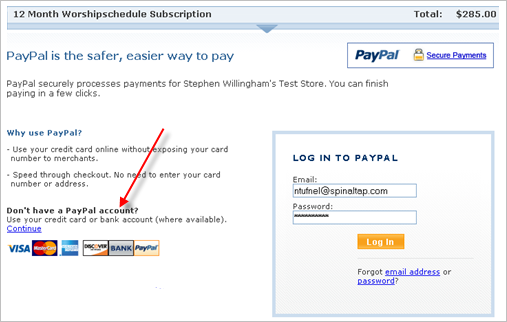 12 Month Worshipschedule Subscription Total: $285.00
PayPal is the safer, easier way to pay
PayPal Secure Payments
PayPal securely processes payments for Stephen Willingham's Test Store. You can finish
paying in a few clicks.
Why use PayPal?
- Use your credit card online without exposing your card
number to merchants.
- Speed through checkout. No need to enter your card
number or address.
Don't have a PayPal account?
Use your credit card or bank account (where available).
Continue
VISA MasterCard DISCOVER BANK PayPal
LOG IN TO PAYPAL
Email:
ntufnel@spinaltap.com
Password:
**********
Log In
Forgot email address or
password?